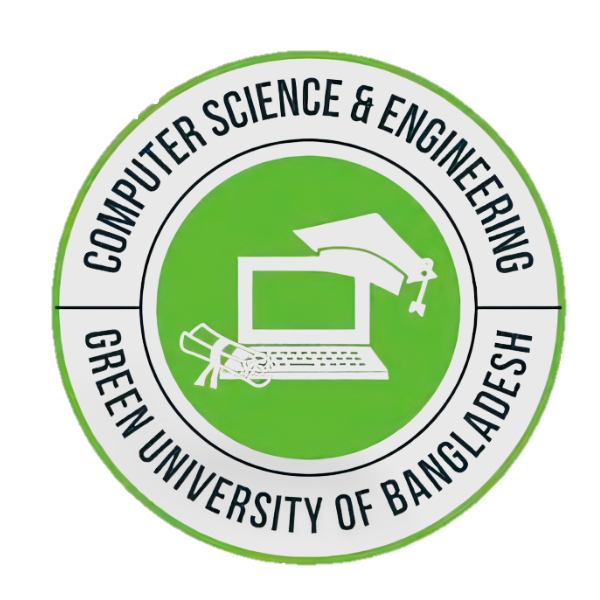 COMPUTER SCIENCE & ENGINEERING
GREEN UNIVERSITY OF BANGLADESH